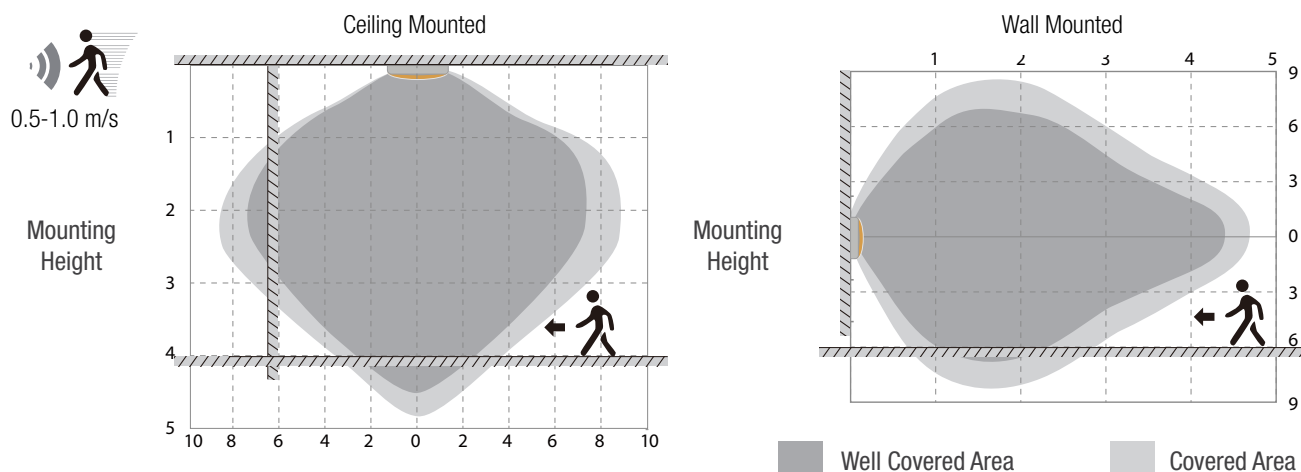 Ceiling Mounted
Wall Mounted
0.5-1.0 m/s
Mounting
Height
1
2
3
4
5
10 8 6 4 2 0 2 4 6 8 10
Mounting
Height
1 2 3 4 5
9
6
3
0
3
6
9
Well Covered Area
Covered Area